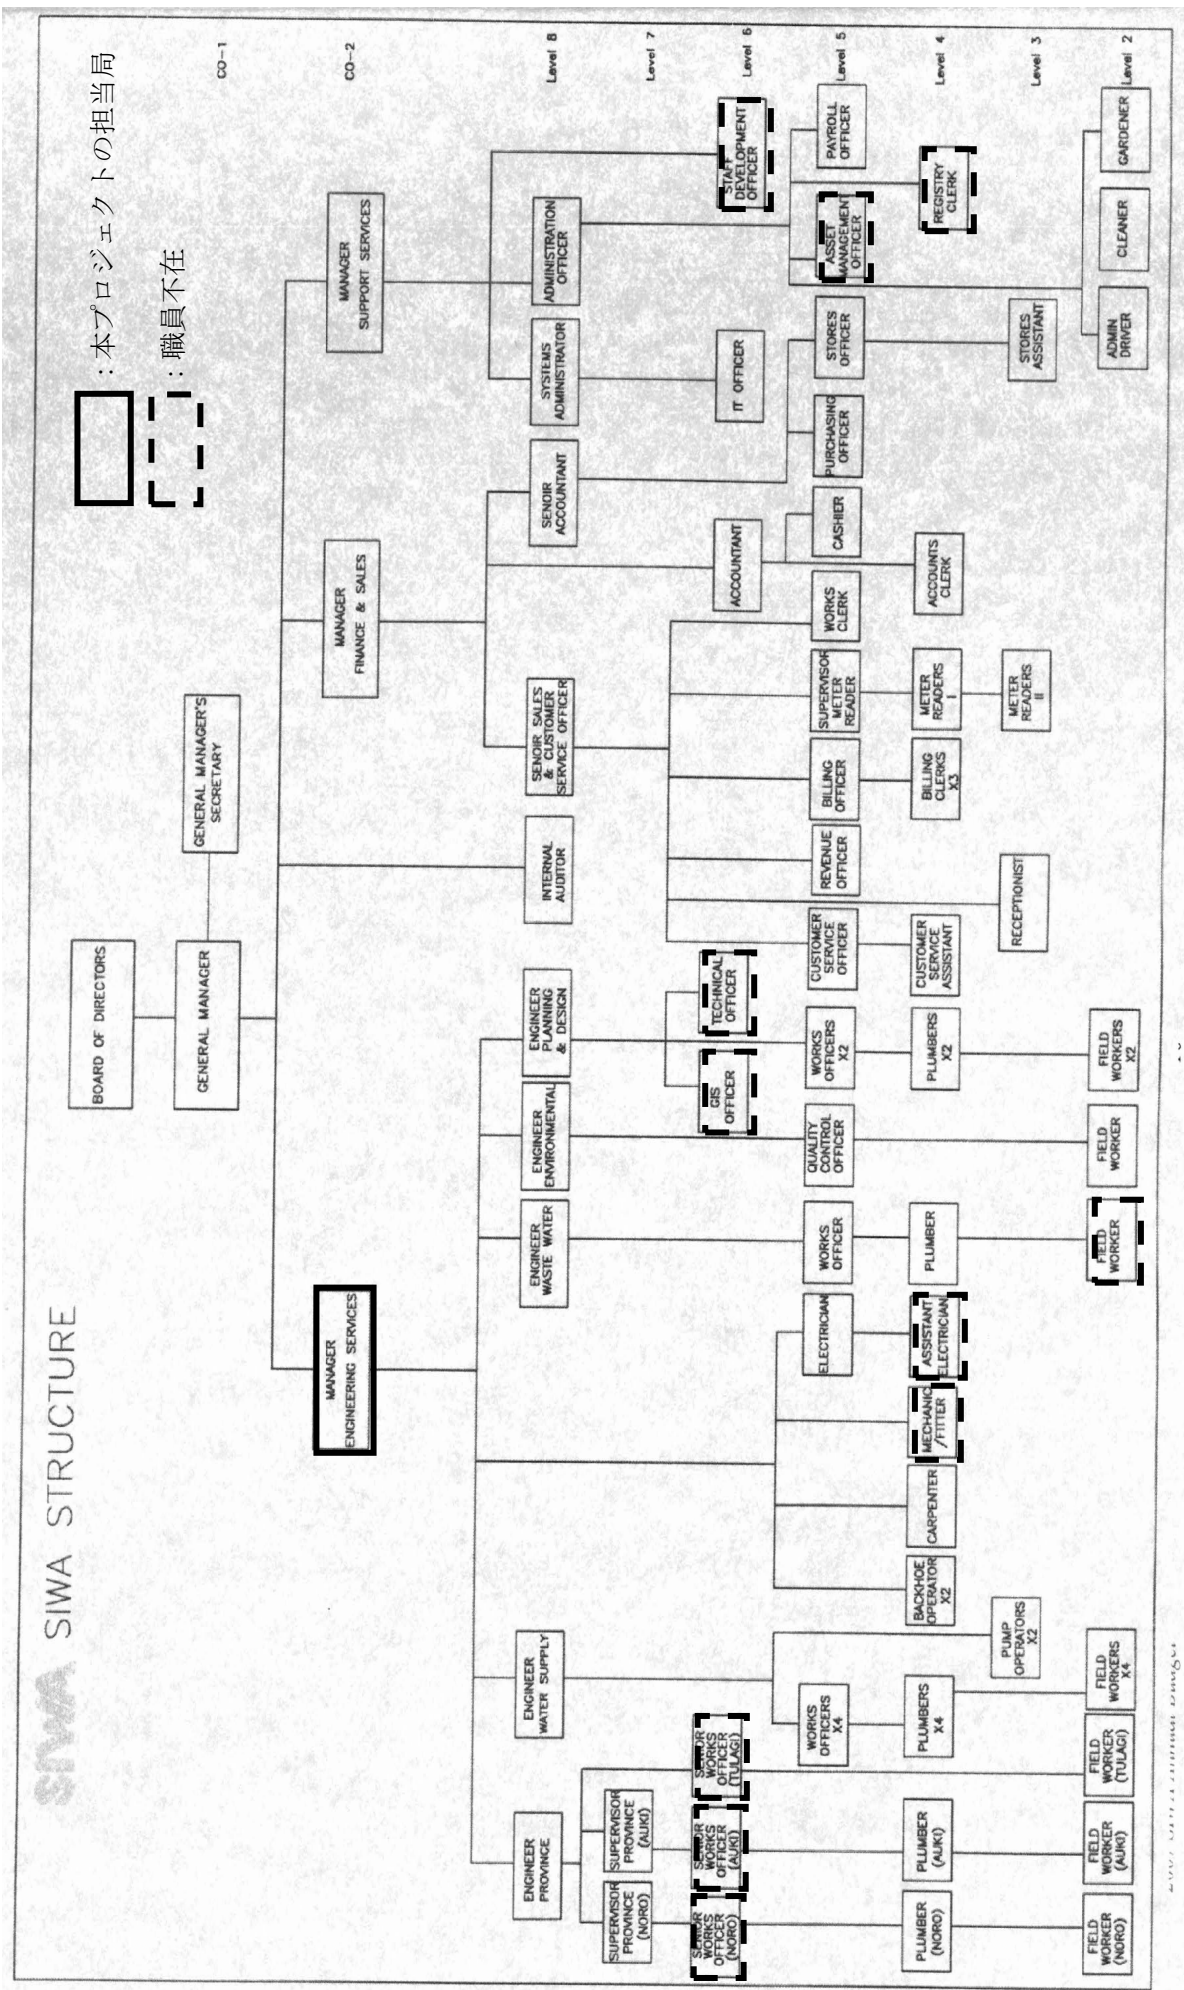 SIWA
SIWA STRUCTURE
：本プロジェクトの担当局
：職員不在
CO-1
CO-2
Level 8
Level 7
Level 6
Level 5
Level 4
Level 3
Level 2
BOARD OF DIRECTORS
GENERAL MANAGER
GENERAL MANAGER'S
SECRETARY
MANAGER
ENGINEERING SERVICES
MANAGER
FINANCE & SALES
MANAGER
SUPPORT SERVICES
ENGINEER
PROVINCE
ENGINEER
WATER SUPPLY
ENGINEER
WASTE WATER
ENGINEER
ENVIRONMENTAL
ENGINEER
PLANNING
& DESIGN
INTERNAL
AUDITOR
SENOIR SALES
& CUSTOMER
SERVICE OFFICER
SENOIR
ACCOUNTANT
SYSTEMS
ADMINISTRATOR
ADMINISTRATION
OFFICER
SUPERVISOR
PROVINCE
(NORO)
SUPERVISOR
PROVINCE
(AUKI)
SENIOR
WORKS
OFFICER
(NORO)
SENIOR
WORKS
OFFICER
(AUKI)
SENIOR
WORKS
OFFICER
(TULAGI)
GIS
OFFICER
TECHNICAL
OFFICER
ACCOUNTANT
IT OFFICER
STAFF
DEVELOPMENT
OFFICER
WORKS
OFFICERS
X4
ELECTRICIAN
WORKS
OFFICER
QUALITY
CONTROL
OFFICER
WORKS
OFFICERS
X2
CUSTOMER
SERVICE
OFFICER
REVENUE
OFFICER
BILLING
OFFICER
SUPERVISOR
METER
READER
WORKS
CLERK
CASHIER
PURCHASING
OFFICER
STORES
OFFICER
ASSET
MANAGEMENT
OFFICER
PAYROLL
OFFICER
PLUMBER
(NORO)
PLUMBER
(AUKI)
PLUMBERS
X4
BACKHOE
OPERATOR
X2
CARPENTER
MECHANIC
/FITTER
ASSISTANT
ELECTRICIAN
PLUMBER
PLUMBERS
X2
CUSTOMER
SERVICE
ASSISTANT
BILLING
CLERKS
X3
METER
READERS
I
ACCOUNTS
CLERK
REGISTRY
CLERK
PUMP
OPERATORS
X2
RECEPTIONIST
METER
READERS
II
STORES
ASSISTANT
FIELD
WORKER
(NORO)
FIELD
WORKER
(AUKI)
FIELD
WORKER
(TULAGI)
FIELD
WORKERS
X4
FIELD
WORKER
FIELD
WORKER
FIELD
WORKERS
X2
ADMIN
DRIVER
CLEANER
GARDENER